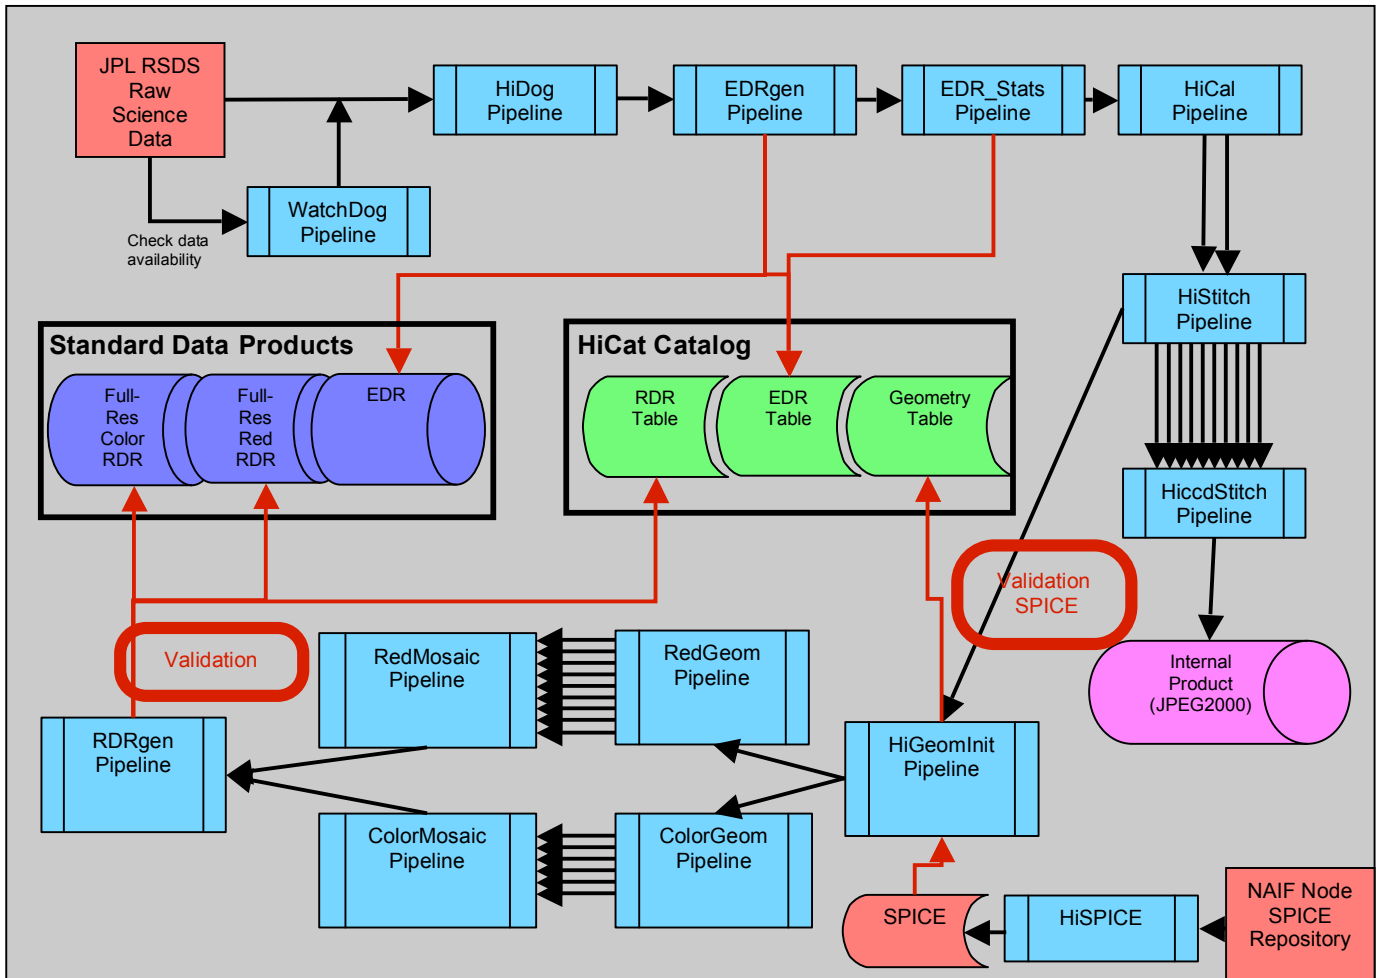 JPL RSDS
Raw
Science
Data
HiDog
Pipeline
EDRgen
Pipeline
EDR_Stats
Pipeline
HiCal
Pipeline
WatchDog
Pipeline
Check data
availability
HiStitch
Pipeline
Standard Data Products
Full-
Res
Color
RDR
Full-
Res
Red
RDR
EDR
HiCat Catalog
RDR
Table
EDR
Table
Geometry
Table
HiccdStitch
Pipeline
Validation
SPICE
Validation
RedMosaic
Pipeline
RedGeom
Pipeline
Internal
Product
(JPEG2000)
RDRgen
Pipeline
HiGeomInit
Pipeline
ColorMosaic
Pipeline
ColorGeom
Pipeline
SPICE
HiSPICE
NAIF Node
SPICE
Repository